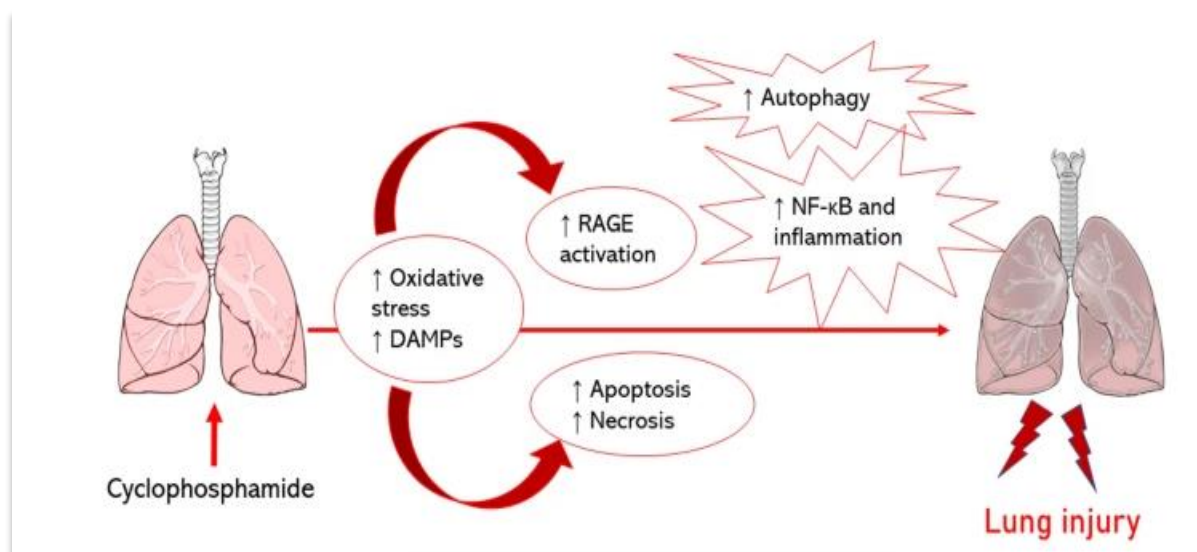 ↑ Autophagy
↑ NF-κB and
inflammation
↑ RAGE
activation
↑ Oxidative
stress
↑ DAMPs
↑ Apoptosis
↑ Necrosis
Cyclophosphamide
Lung injury